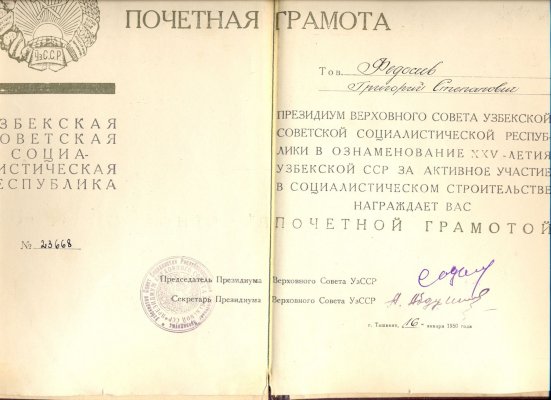 УзССР
ПОЧЕТНАЯ ГРАМОТА
ЗБЕКСКАЯ
ОВЕТСКАЯ
СОЦИА-
ИСТИЧЕСКАЯ
ЕСПУБЛИКА
№ 23668
Тов. Федосов
Григорий Степанович
ПРЕЗИДИУМ ВЕРХОВНОГО СОВЕТА УЗБЕКСКОЙ
СОВЕТСКОЙ СОЦИАЛИСТИЧЕСКОЙ РЕСПУБ-
ЛИКИ В ОЗНАМЕНОВАНИЕ XXV-ЛЕТИЯ
УЗБЕКСКОЙ ССР ЗА АКТИВНОЕ УЧАСТИЕ
В СОЦИАЛИСТИЧЕСКОМ СТРОИТЕЛЬСТВЕ
НАГРАЖДАЕТ ВАС
ПОЧЕТНОЙ ГРАМОТОЙ
Председатель Президиума Верховного Совета УзССР
Секретарь Президиума Верховного Совета УзССР
г. Ташкент, 16 - января 1950 года